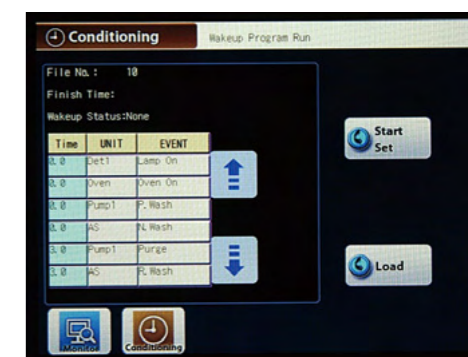 Conditioning
Wakeup Program Run
File No. : 10
Finish Time:
Wakeup Status:None
Time UNIT EVENT
0.0 Det1 Lamp On
0.0 Oven Oven On
0.0 Pump1 P. Wash
0.0 AS N. Wash
3.0 Pump1 Purge
3.0 AS R. Wash
Start
Set
Load
Monitor
Conditioning